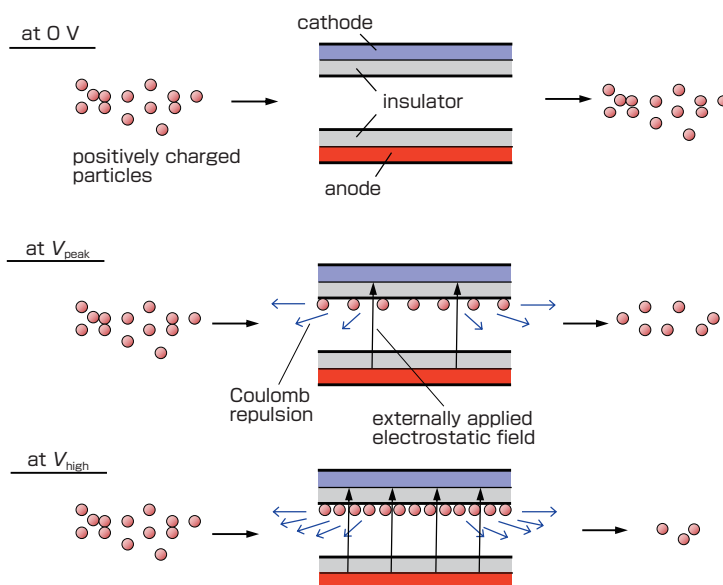 at 0 V
cathode
insulator
positively charged
particles
anode
at Vpeak
Coulomb
repulsion
externally applied
electrostatic field
at Vhigh